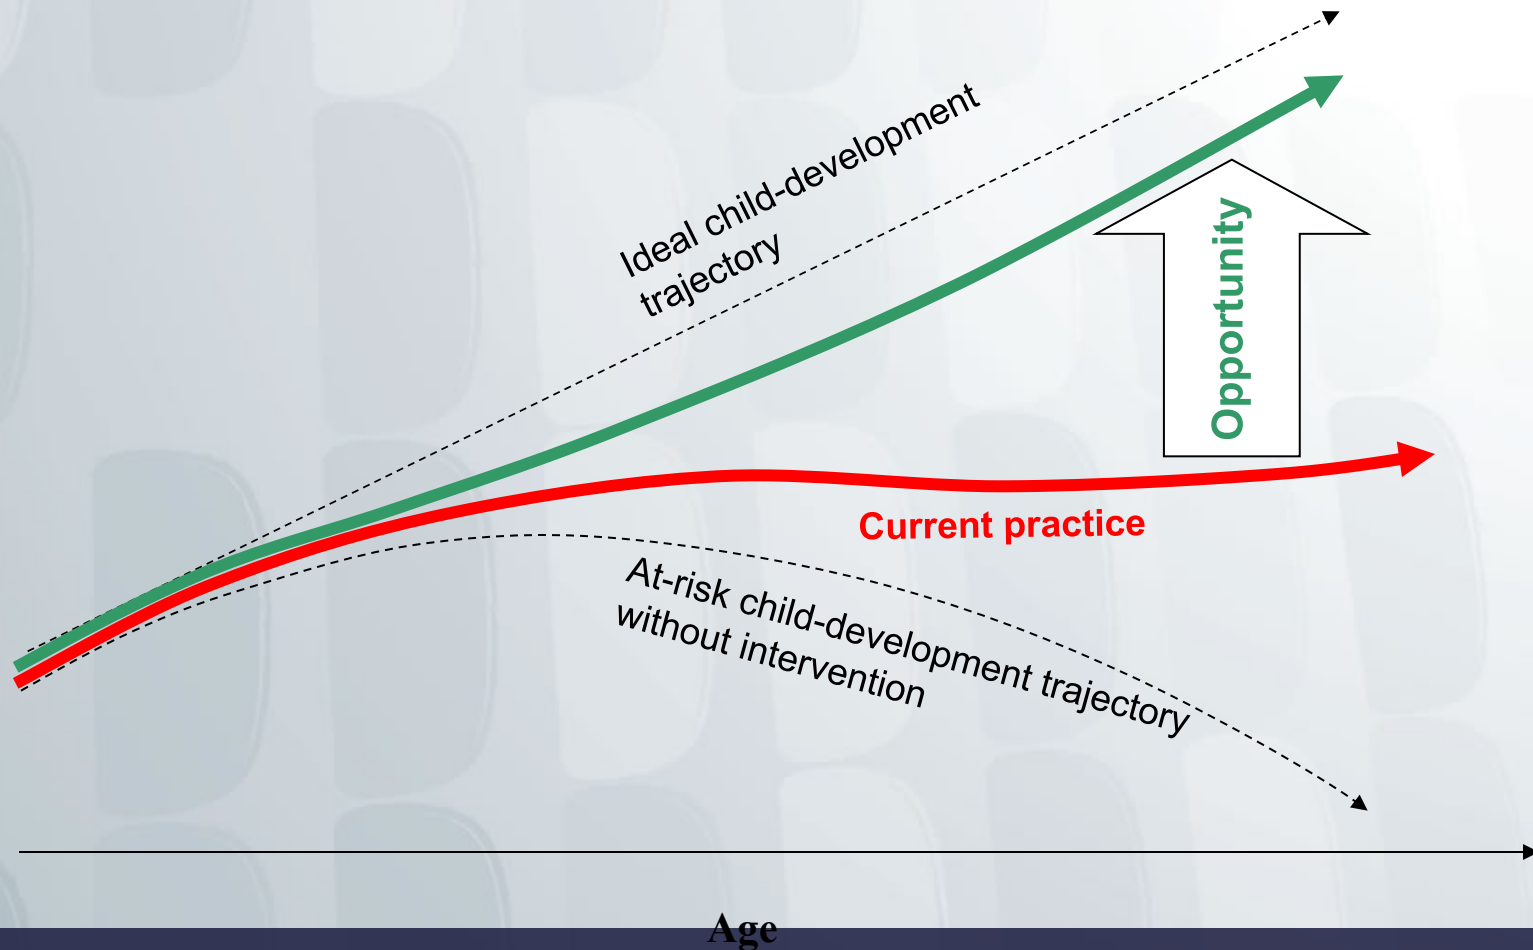 Ideal child-development
trajectory
Opportunity
Current practice
At-risk child-development trajectory
without intervention
Age